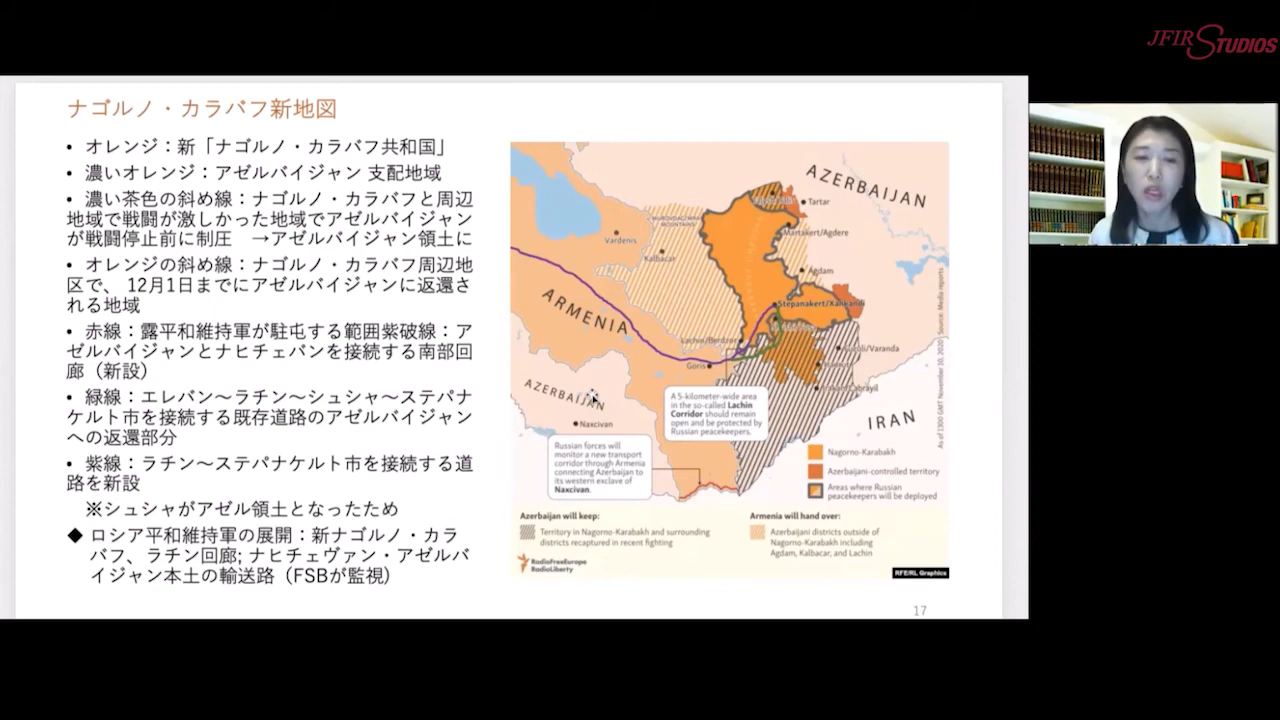 JFIR STUDIOS
ナゴルノ・カラバフ新地図
• オレンジ：新「ナゴルノ・カラバフ共和国」
• 濃いオレンジ：アゼルバイジャン 支配地域
• 濃い茶色の斜め線：ナゴルノ・カラバフと周辺
地域で戦闘が激しかった地域でアゼルバイジャン
が戦闘停止前に制圧　→アゼルバイジャン領土に
• オレンジの斜め線：ナゴルノ・カラバフ周辺地
区で、 12月1日までにアゼルバイジャンに返還さ
れる地域
• 赤線：露平和維持軍が駐屯する範囲紫破線：ア
ゼルバイジャンとナヒチェバンを接続する南部回
廊（新設）
• 緑線：エレバン～ラチン～シュシャ～ステパナ
ケルト市を接続する既存道路のアゼルバイジャン
への返還部分
• 紫線：ラチン～ステパナケルト市を接続する道
路を新設
※シュシャがアゼル領土となったため
◆ ロシア平和維持軍の展開：新ナゴルノ・カラ
バフ、ラチン回廊; ナヒチェヴァン・アゼルバ
イジャン本土の輸送路（FSBが監視）
AZERBAIJAN
Tartar
MOUNTAINS
Vardenis
Martakert/Agdere
Kalbacar
Agdam
ARMENIA
Stepanakert/Xankandi
Lachin/Berdzor
Goris
AZERBAIJAN
Naxcivan
IRAN
A 5-kilometer-wide area
in the so-called Lachin
Corridor should remain
open and be protected by
Russian peacekeepers.
Russian forces will
monitor a new transport
corridor through Armenia
connecting Azerbaijan to
its western exclave of
Naxcivan.
Nagorno-Karabakh
Azerbaijani-controlled territory
Areas where Russian
peacekeepers will be deployed
As of 1300 GMT November 10, 2020 Source: Media reports
Azerbaijan will keep:
Territory in Nagorno-Karabakh and surrounding
districts recaptured in recent fighting
Armenia will hand over:
Azerbaijani districts outside of
Nagorno-Karabakh including
Agdam, Kalbacar, and Lachin
RadioFreeEurope
RadioLiberty
RFE/RL Graphics
17